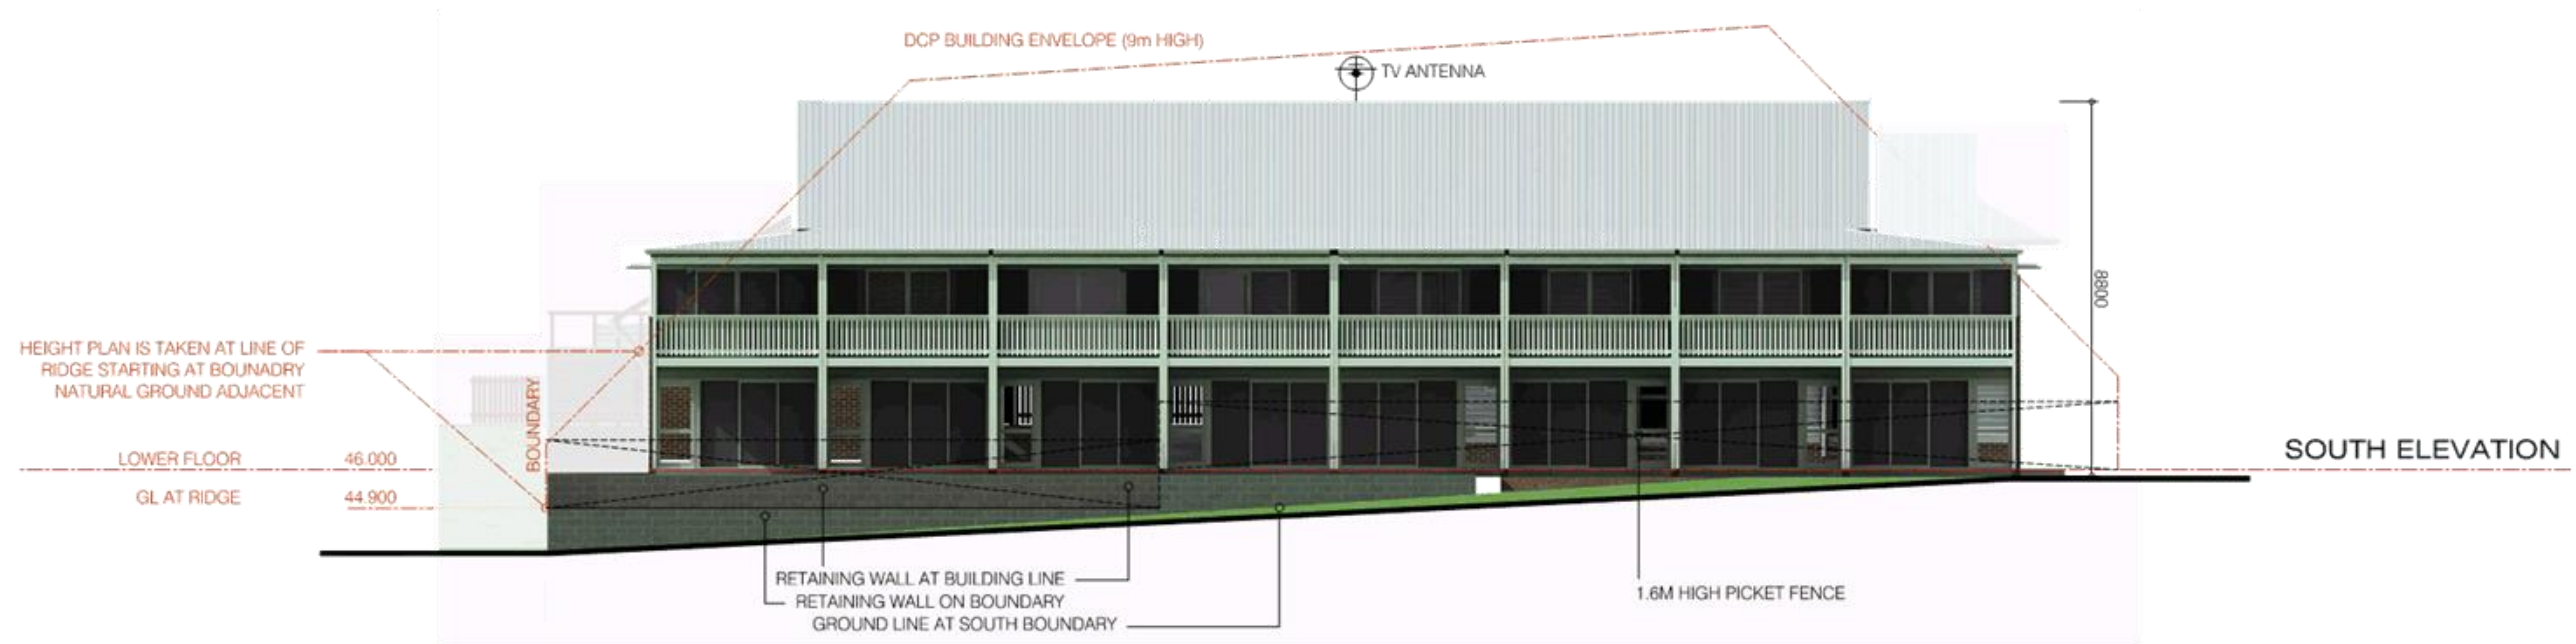 DCP BUILDING ENVELOPE (9m HIGH)
TV ANTENNA
8800
HEIGHT PLAN IS TAKEN AT LINE OF
RIDGE STARTING AT BOUNADRY
NATURAL GROUND ADJACENT
BOUNDARY
LOWER FLOOR 46.000
GL AT RIDGE 44.900
SOUTH ELEVATION
RETAINING WALL AT BUILDING LINE
RETAINING WALL ON BOUNDARY
GROUND LINE AT SOUTH BOUNDARY
1.6M HIGH PICKET FENCE